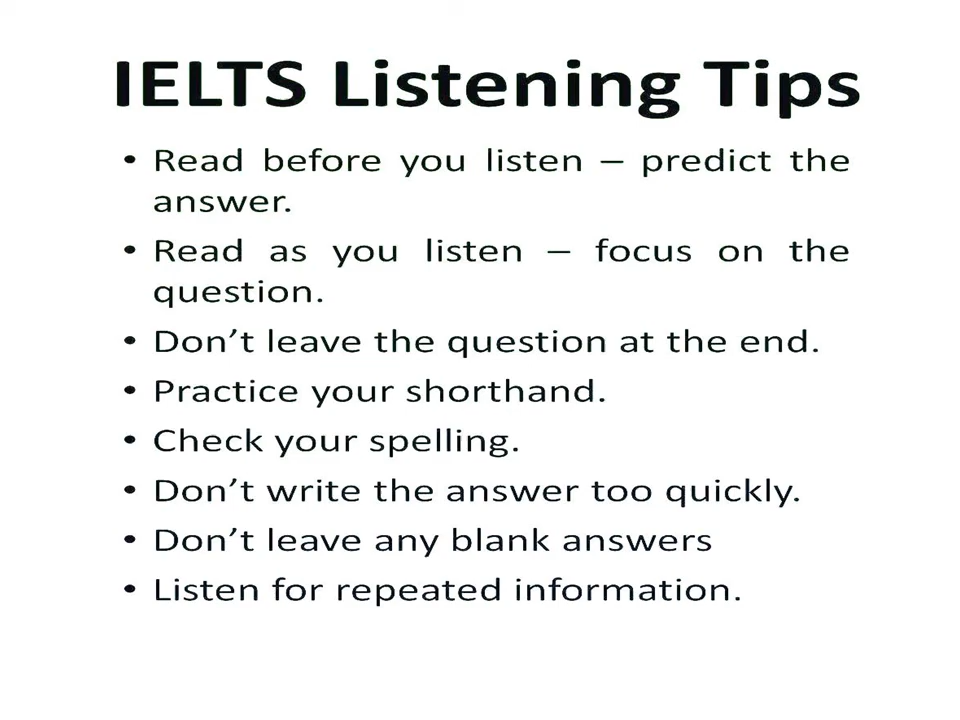 IELTS Listening Tips
• Read before you listen – predict the
answer.
• Read as you listen – focus on the
question.
• Don’t leave the question at the end.
• Practice your shorthand.
• Check your spelling.
• Don’t write the answer too quickly.
• Don’t leave any blank answers
• Listen for repeated information.